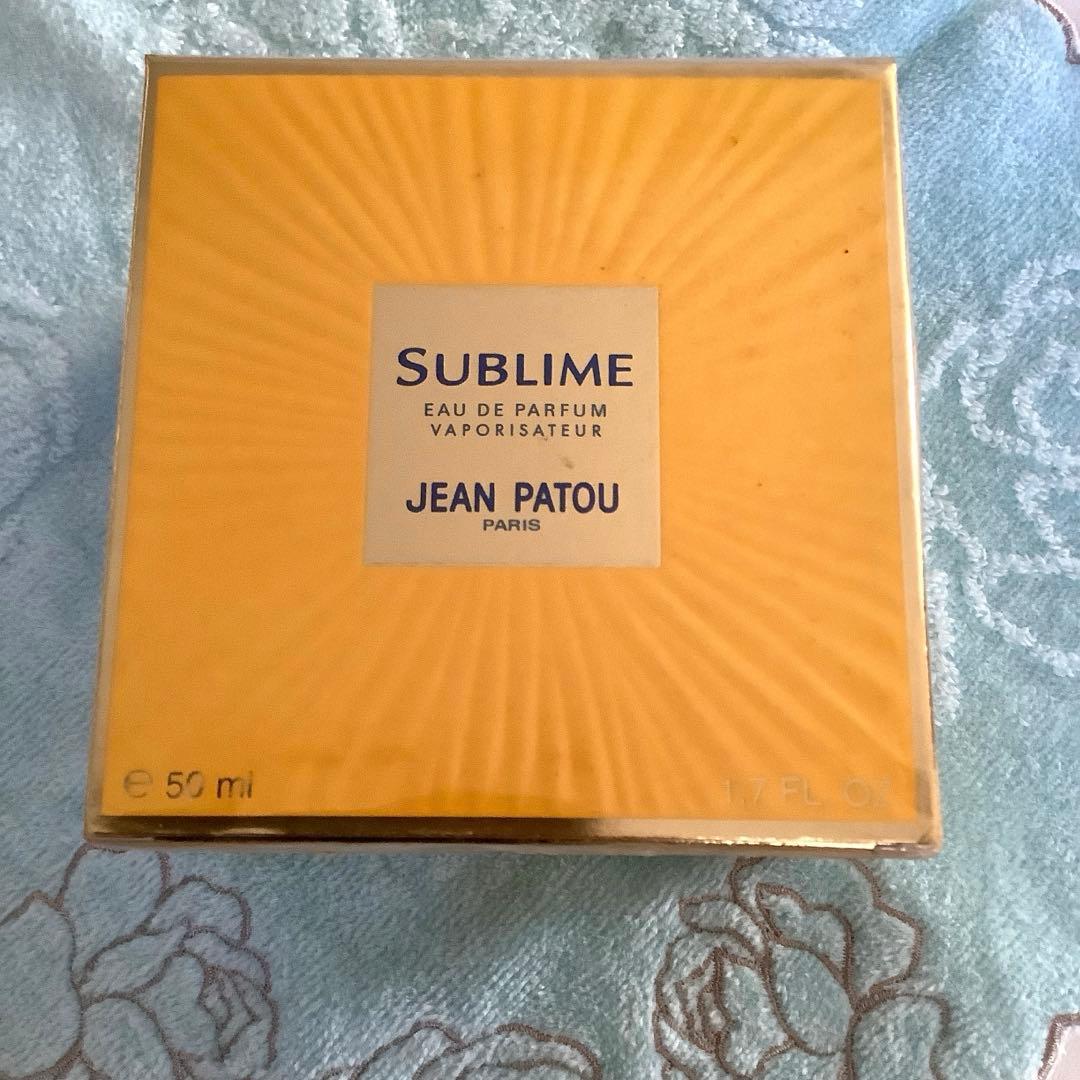 SUBLIME
EAU DE PARFUM
VAPORISATEUR
JEAN PATOU
PARIS
e 50 ml
1.7 FL. OZ